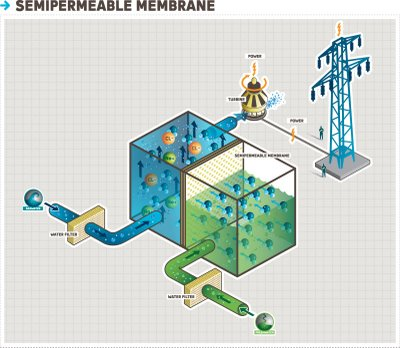 SEMIPERMEABLE MEMBRANE
POWER
TURBINE
POWER
SEMIPERMEABLE MEMBRANE
WATER FILTER
WATER FILTER